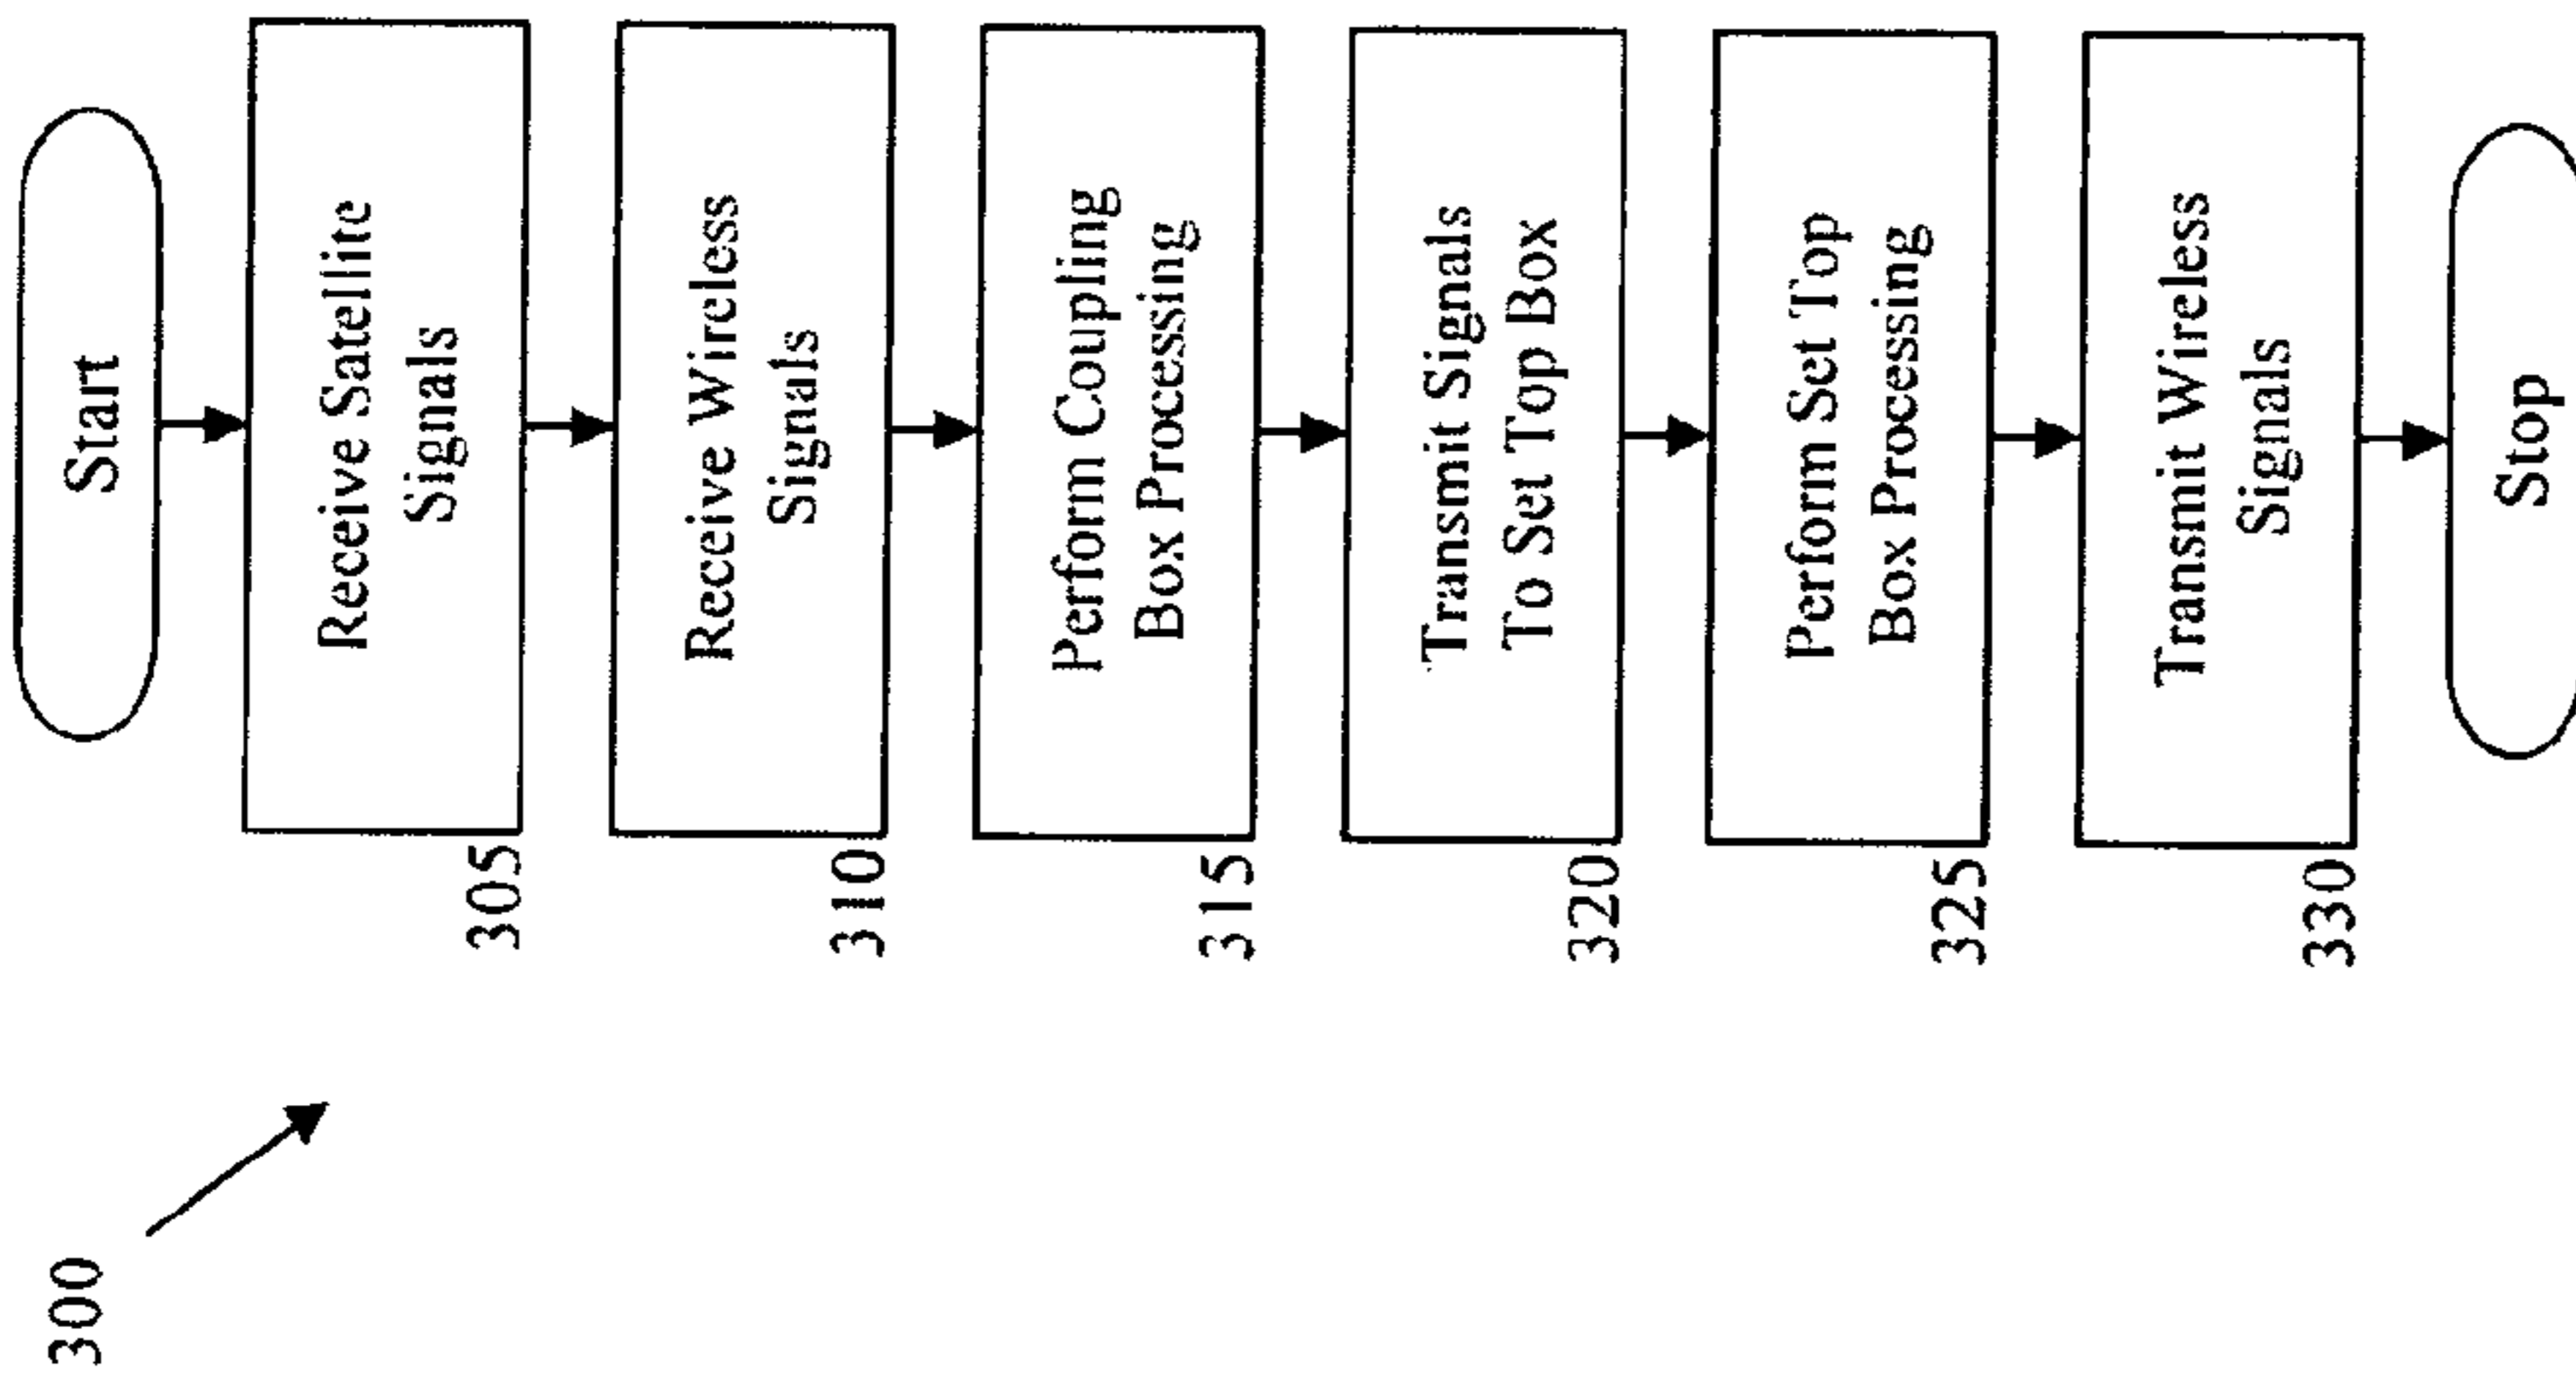 300
Start
Receive Satellite
Signals
305
Receive Wireless
Signals
310
Perform Coupling
Box Processing
315
Transmit Signals
To Set Top Box
320
Perform Set Top
Box Processing
325
Transmit Wireless
Signals
330
Stop